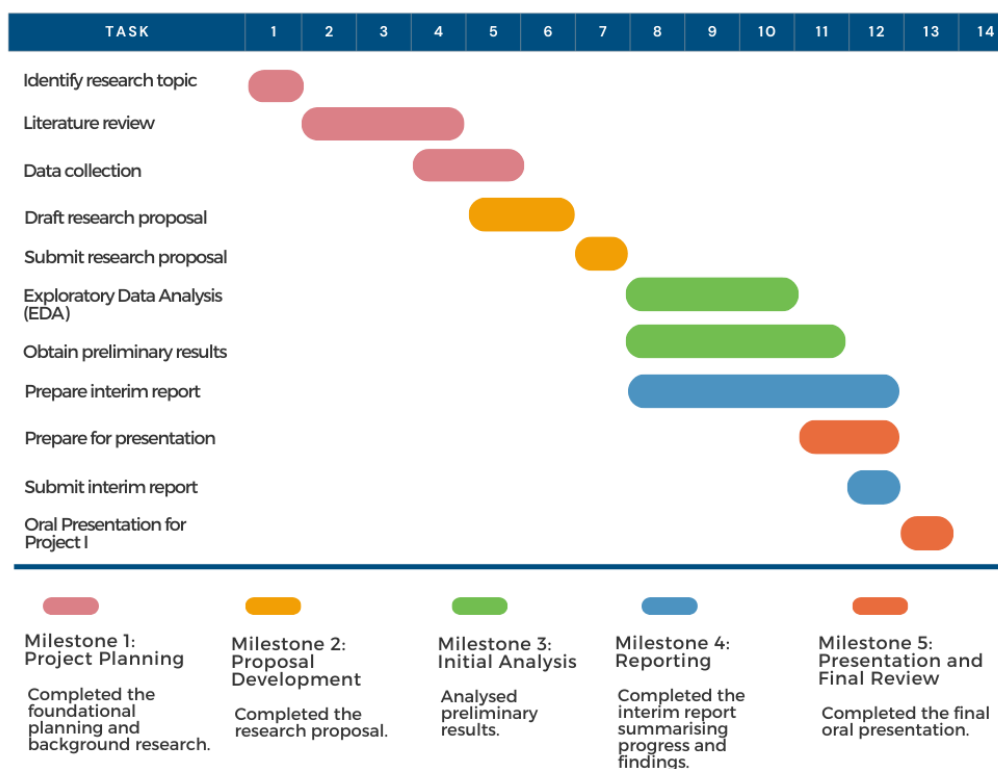 TASK 1 2 3 4 5 6 7 8 9 10 11 12 13 14
Identify research topic
Literature review
Data collection
Draft research proposal
Submit research proposal
Exploratory Data Analysis
(EDA)
Obtain preliminary results
Prepare interim report
Prepare for presentation
Submit interim report
Oral Presentation for
Project I
Milestone 1:
Project Planning
Completed the
foundational
planning and
background research.
Milestone 2:
Proposal
Development
Completed the
research proposal.
Milestone 3:
Initial Analysis
Analysed
preliminary
results.
Milestone 4:
Reporting
Completed the
interim report
summarising
progress and
findings.
Milestone 5:
Presentation and
Final Review
Completed the final
oral presentation.